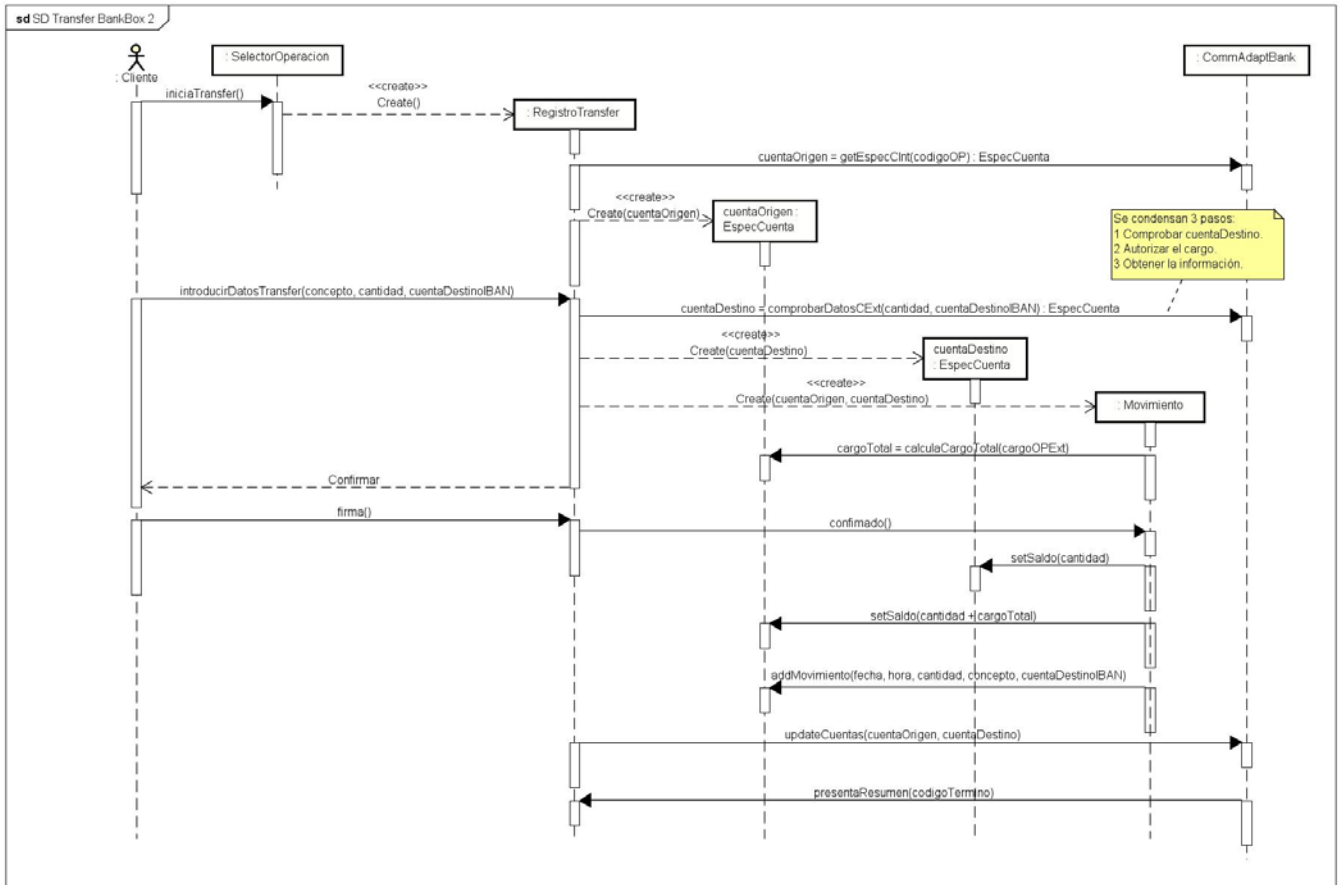 sd SD Transfer BankBox 2
: Cliente
: SelectorOperacion
: CommAdaptBank
iniciaTransfer()
<<create>>
Create()
: RegistroTransfer
cuentaOrigen = getEspecCInt(codigoOP) : EspecCuenta
<<create>>
Create(cuentaOrigen)
cuentaOrigen :
EspecCuenta
Se condensan 3 pasos:
1 Comprobar cuentaDestino.
2 Autorizar el cargo.
3 Obtener la información.
introducirDatosTransfer(concepto, cantidad, cuentaDestinoIBAN)
cuentaDestino = comprobarDatosCExt(cantidad, cuentaDestinoIBAN) : EspecCuenta
<<create>>
Create(cuentaDestino)
cuentaDestino
: EspecCuenta
<<create>>
Create(cuentaOrigen, cuentaDestino)
: Movimiento
cargoTotal = calculaCargoTotal(cargoOPExt)
Confirmar
firma()
confimado()
setSaldo(cantidad)
setSaldo(cantidad + cargoTotal)
addMovimiento(fecha, hora, cantidad, concepto, cuentaDestinoIBAN)
updateCuentas(cuentaOrigen, cuentaDestino)
presentaResumen(codigoTermino)